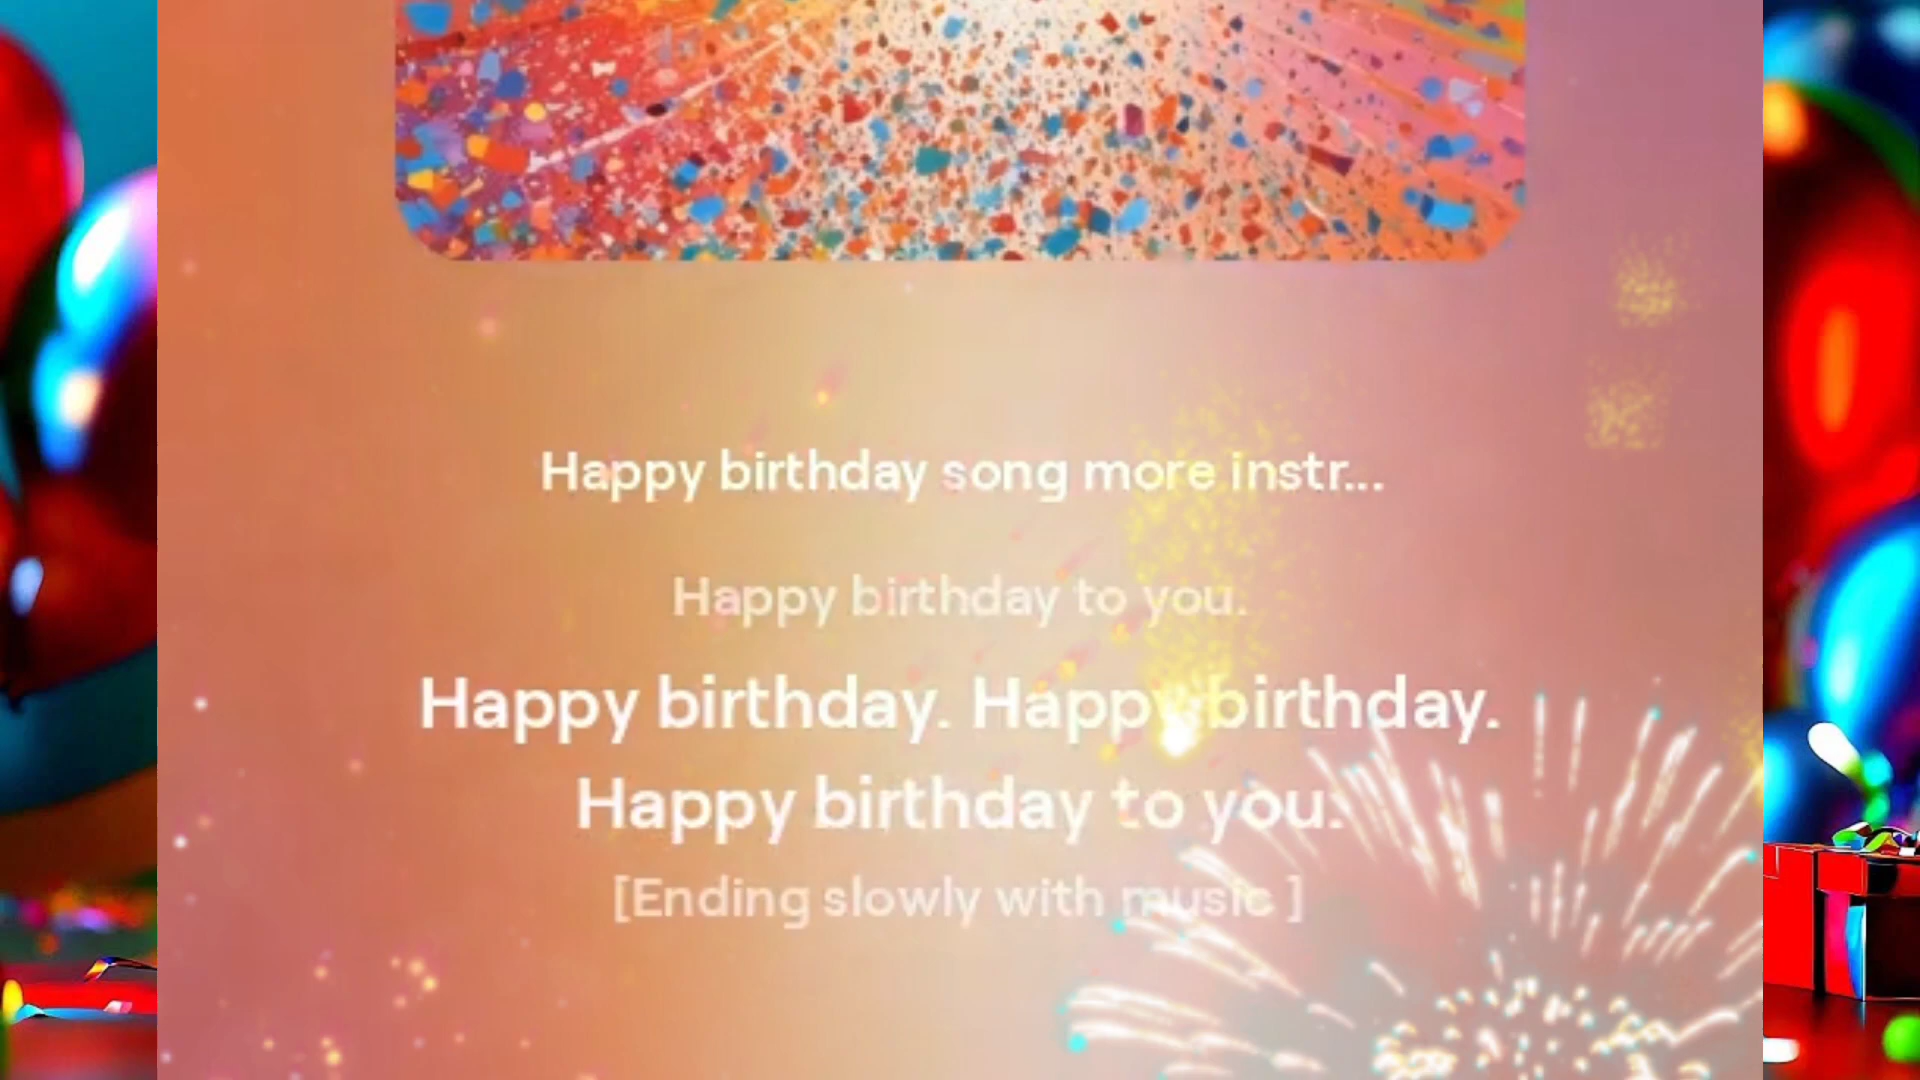 Happy birthday song more instr...
Happy birthday to you.
Happy birthday. Happy birthday.
Happy birthday to you.
[Ending slowly with music ]